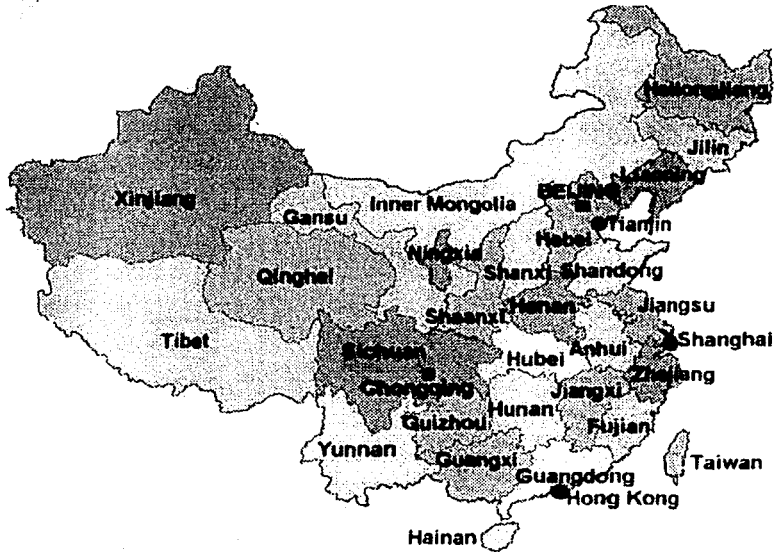 Heilongjiang
Jilin
Liaoning
BEIJING
Xinjiang
Inner Mongolia
Gansu
Tianjin
Hebei
Ningxia
Shanxi
Shandong
Qinghai
Henan
Jiangsu
Shaanxi
Tibet
Shanghai
Sichuan
Hubei
Anhui
Zhejiang
Chongqing
Jiangxi
Hunan
Guizhou
Fujian
Yunnan
Guangxi
Taiwan
Guangdong
Hong Kong
Hainan